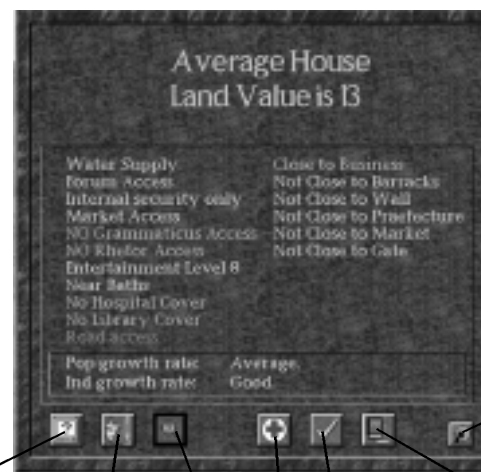 Average House
Land Value is 13
Water Supply
Forum Access
Internal security only
Market Access
NO Grammaticus Access
NO Rhetor Access
Entertainment Level 8
Near Baths
No Hospital Cover
No Library Cover
Road access
Close to Business
Not Close to Barracks
Not Close to Wall
Not Close to Praefecture
Not Close to Market
Not Close to Gate
Pop growth rate: Average.
Ind growth rate: Good
?